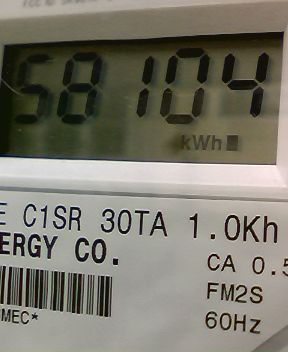 58104
kWh
E C1SR 30TA 1.0Kh
ERGY CO.
CA 0.5
FM2S
MEC*
60Hz